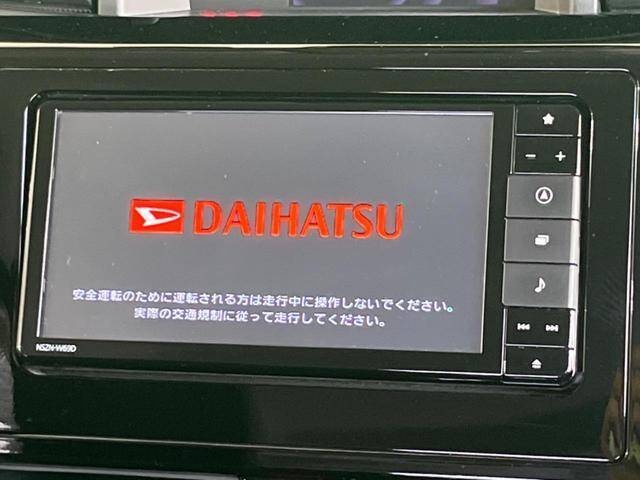 DAIHATSU
安全運転のために運転される方は走行中に操作しないでください。
実際の交通規制に従って走行してください。
NSZN-W69D